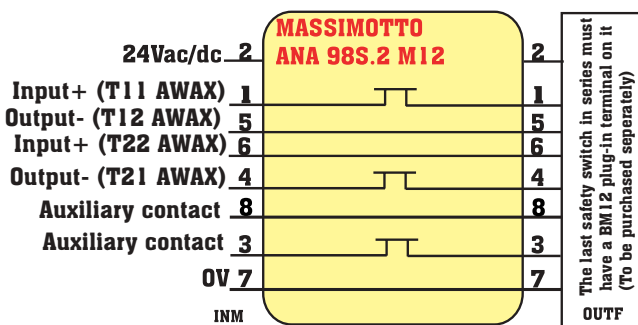 MASSIMOTTO
ANA 98S.2 M12
24Vac/dc 2 2
Input+ (T11 AWAX) 1 1
Output- (T12 AWAX) 5 5
Input+ (T22 AWAX) 6 6
Output- (T21 AWAX) 4 4
Auxiliary contact 8 8
Auxiliary contact 3 3
0V 7 7
INM
The last safety switch in series must
have a BM12 plug-in terminal on it
(To be purchased seperately)
OUTF